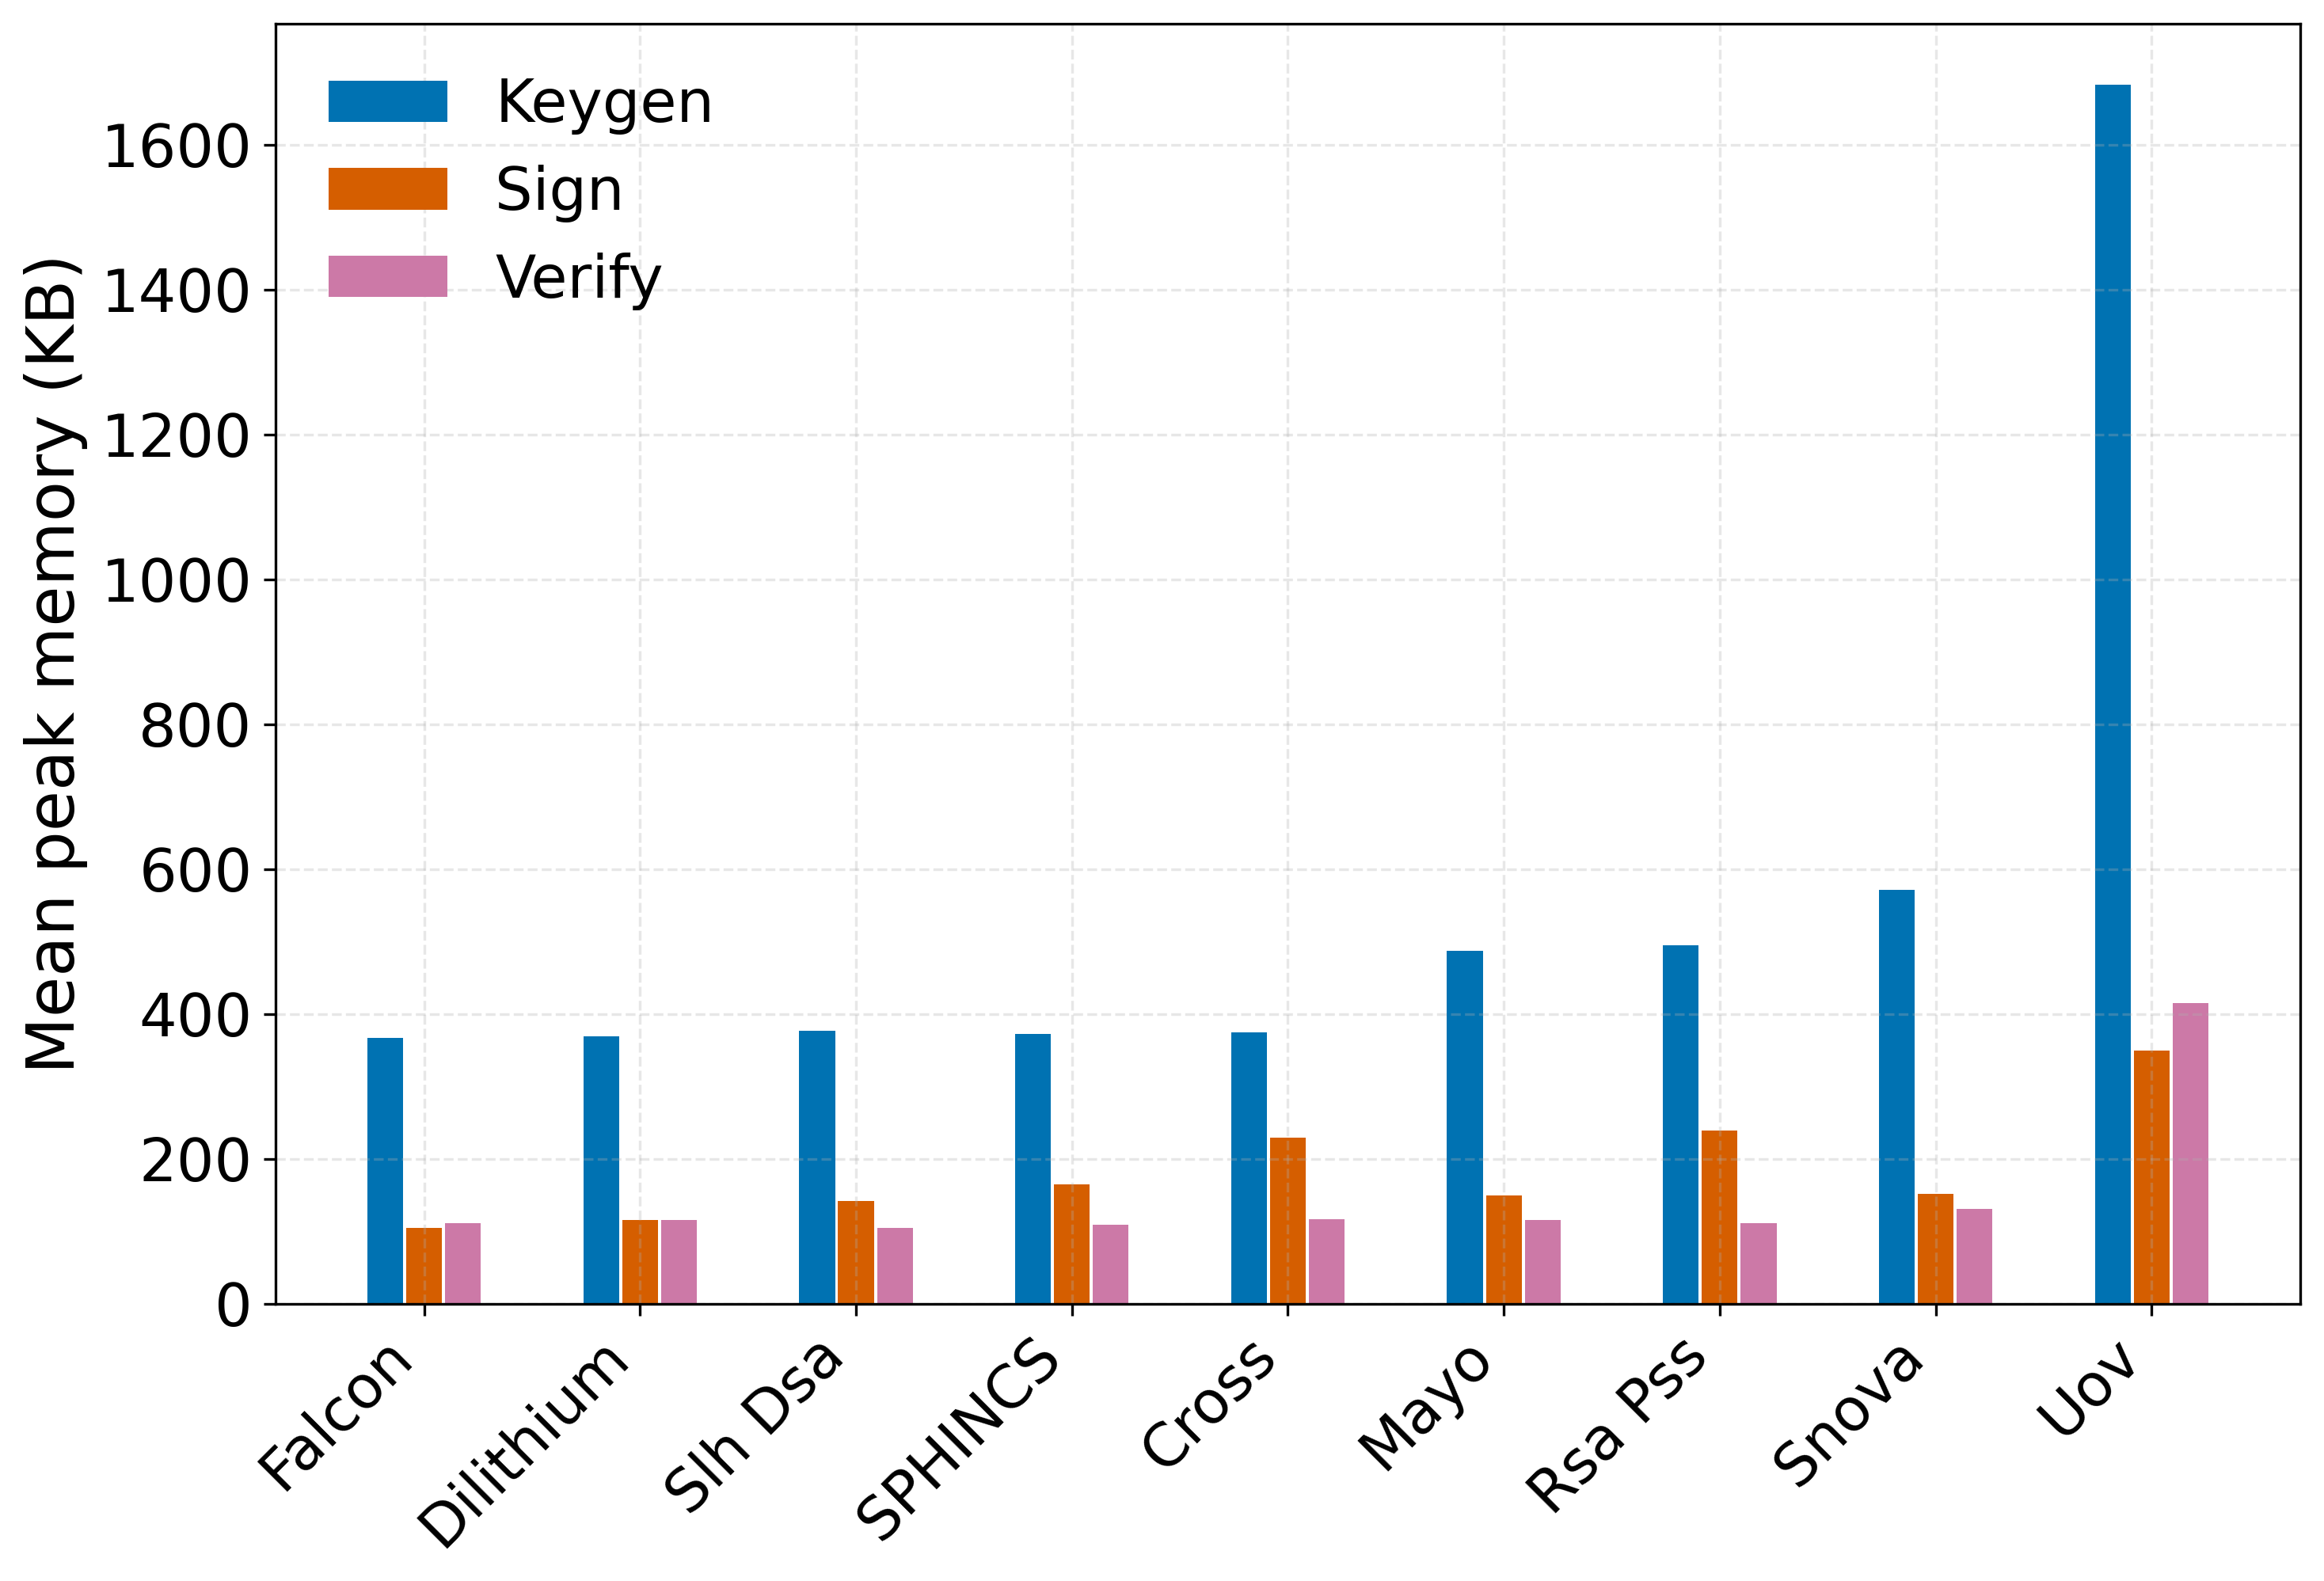 Keygen
Sign
Verify
Mean peak memory (KB)
1600
1400
1200
1000
800
600
400
200
0
Falcon
Dilithium
Slh Dsa
SPHINCS
Cross
Mayo
Rsa Pss
Snova
Uov